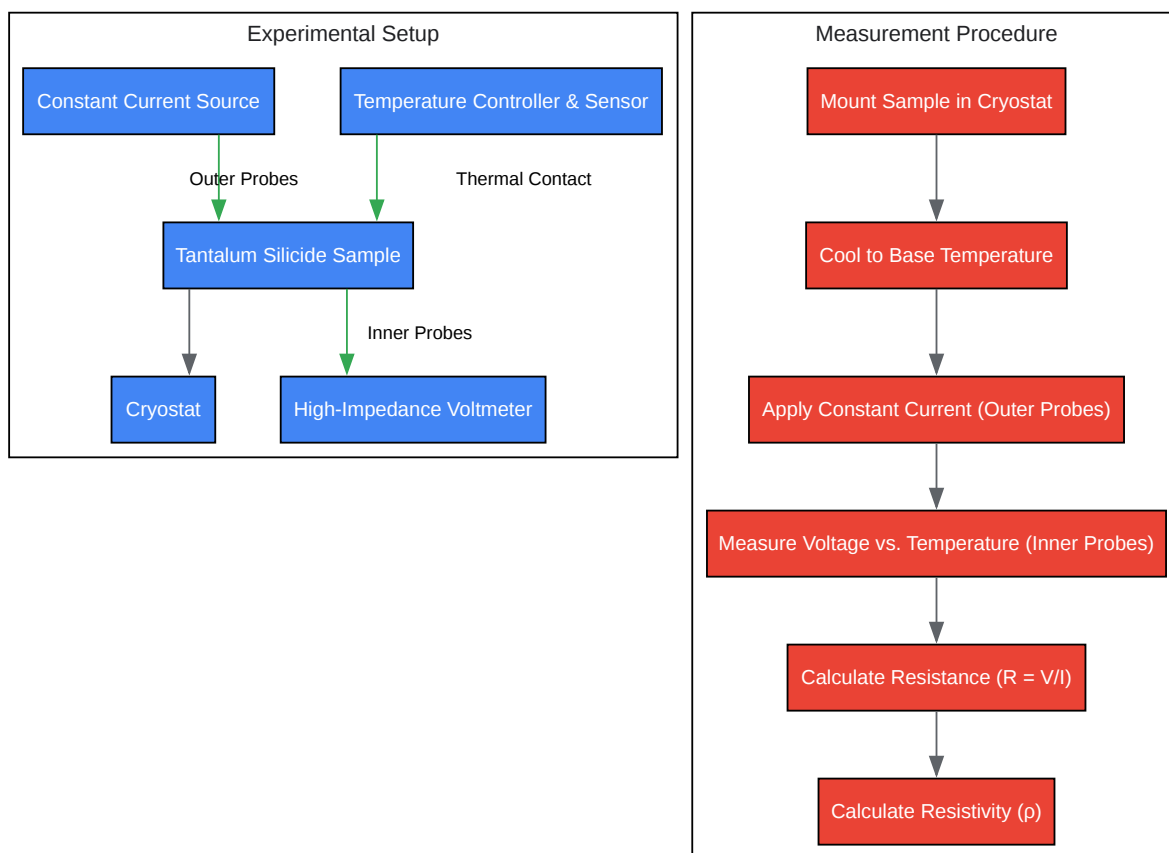 Experimental Setup
Constant Current Source
Temperature Controller & Sensor
Outer Probes
Thermal Contact
Tantalum Silicide Sample
Inner Probes
Cryostat
High-Impedance Voltmeter
Measurement Procedure
Mount Sample in Cryostat
Cool to Base Temperature
Apply Constant Current (Outer Probes)
Measure Voltage vs. Temperature (Inner Probes)
Calculate Resistance (R = V/I)
Calculate Resistivity (ρ)